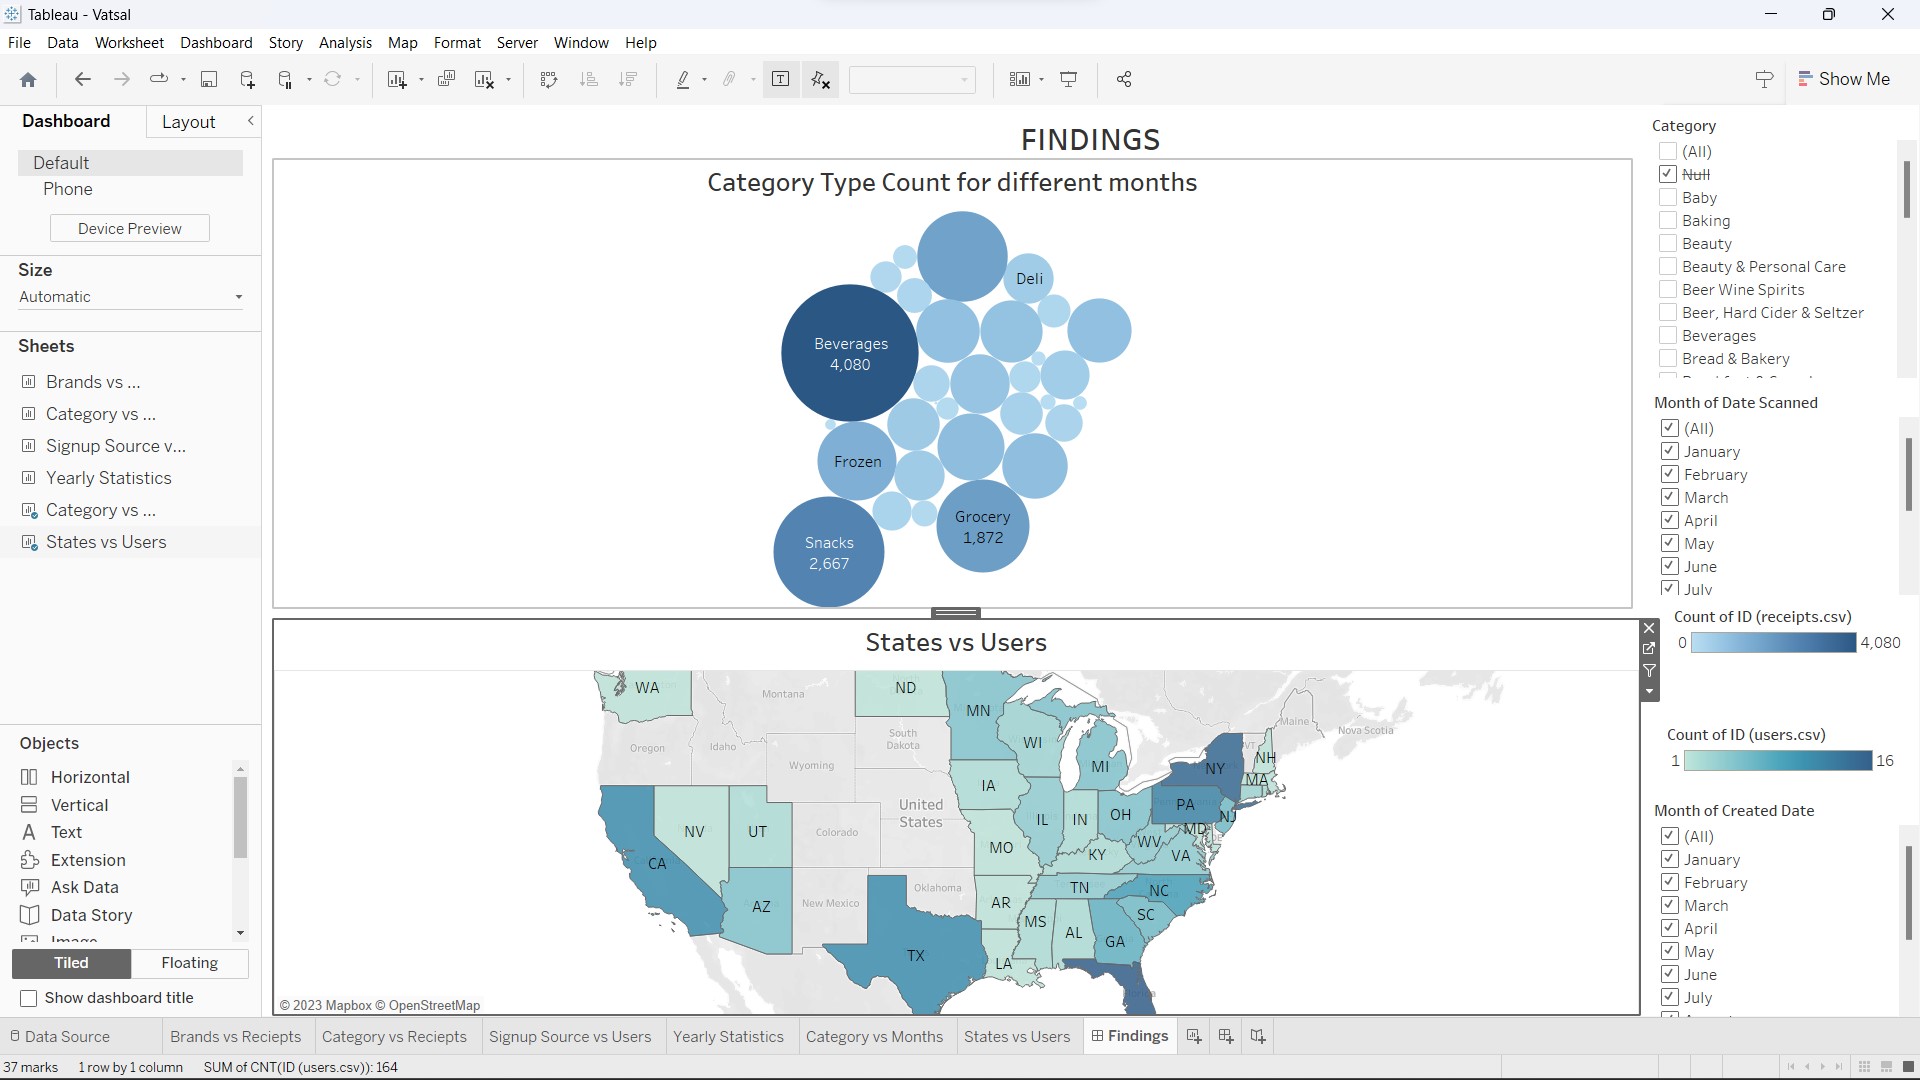 Tableau - Vatsal
File Data Worksheet Dashboard Story Analysis Map Format Server Window Help
Show Me
Dashboard
Layout
Default
Phone
Device Preview
Size
Automatic
Sheets
Brands vs ...
Category vs ...
Signup Source v...
Yearly Statistics
Category vs ...
States vs Users
Objects
Horizontal
Vertical
Text
Extension
Ask Data
Data Story
Tiled
Floating
Show dashboard title
FINDINGS
Category Type Count for different months
Deli
Beverages
4,080
Frozen
Grocery
1,872
Snacks
2,667
States vs Users
WA
Montana
ND
MN
Oregon
Idaho
South
Dakota
WI
MI
Maine
Nova Scotia
Wyoming
NY
VT
NH
IA
MA
United
States
PA
NJ
NV
UT
Colorado
IL
IN
OH
MD
MO
KY
WV
VA
CA
Oklahoma
TN
NC
AZ
New Mexico
AR
MS
AL
SC
GA
TX
LA
Florida
© 2023 Mapbox © OpenStreetMap
Category
(All)
Null
Baby
Baking
Beauty
Beauty & Personal Care
Beer Wine Spirits
Beer, Hard Cider & Seltzer
Beverages
Bread & Bakery
Month of Date Scanned
(All)
January
February
March
April
May
June
July
Count of ID (receipts.csv)
0 4,080
Count of ID (users.csv)
1 16
Month of Created Date
(All)
January
February
March
April
May
June
July
Data Source
Brands vs Reciepts
Category vs Reciepts
Signup Source vs Users
Yearly Statistics
Category vs Months
States vs Users
Findings
37 marks 1 row by 1 column SUM of CNT(ID (users.csv)): 164